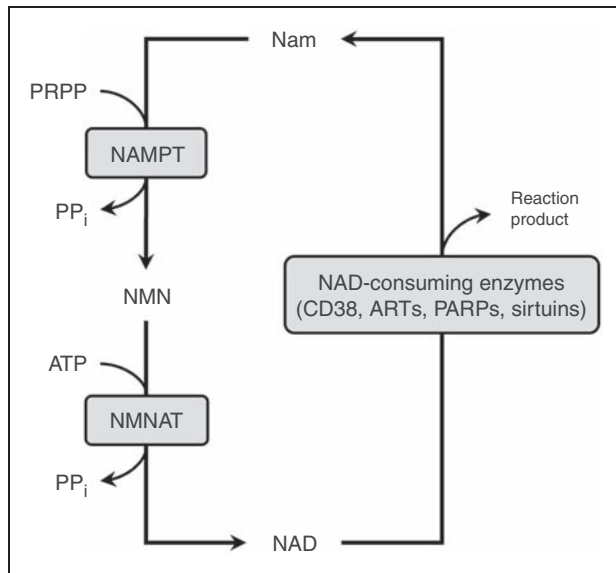 Nam
PRPP
NAMPT
PPi
Reaction
product
NAD-consuming enzymes
(CD38, ARTs, PARPs, sirtuins)
NMN
ATP
NMNAT
PPi
NAD